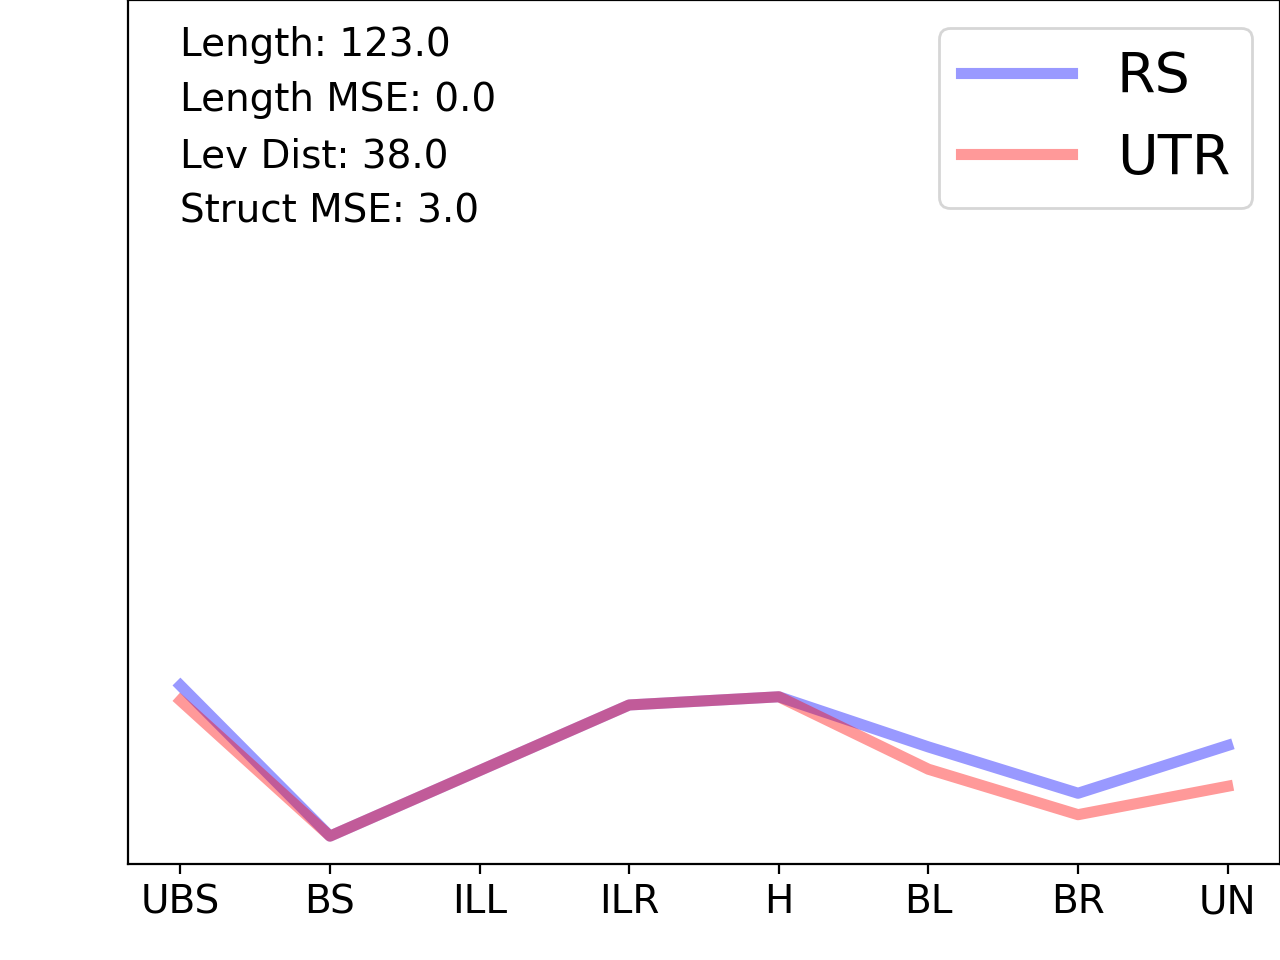 Length: 123.0
Length MSE: 0.0
Lev Dist: 38.0
Struct MSE: 3.0
RS
UTR
UBS BS ILL ILR H BL BR UN